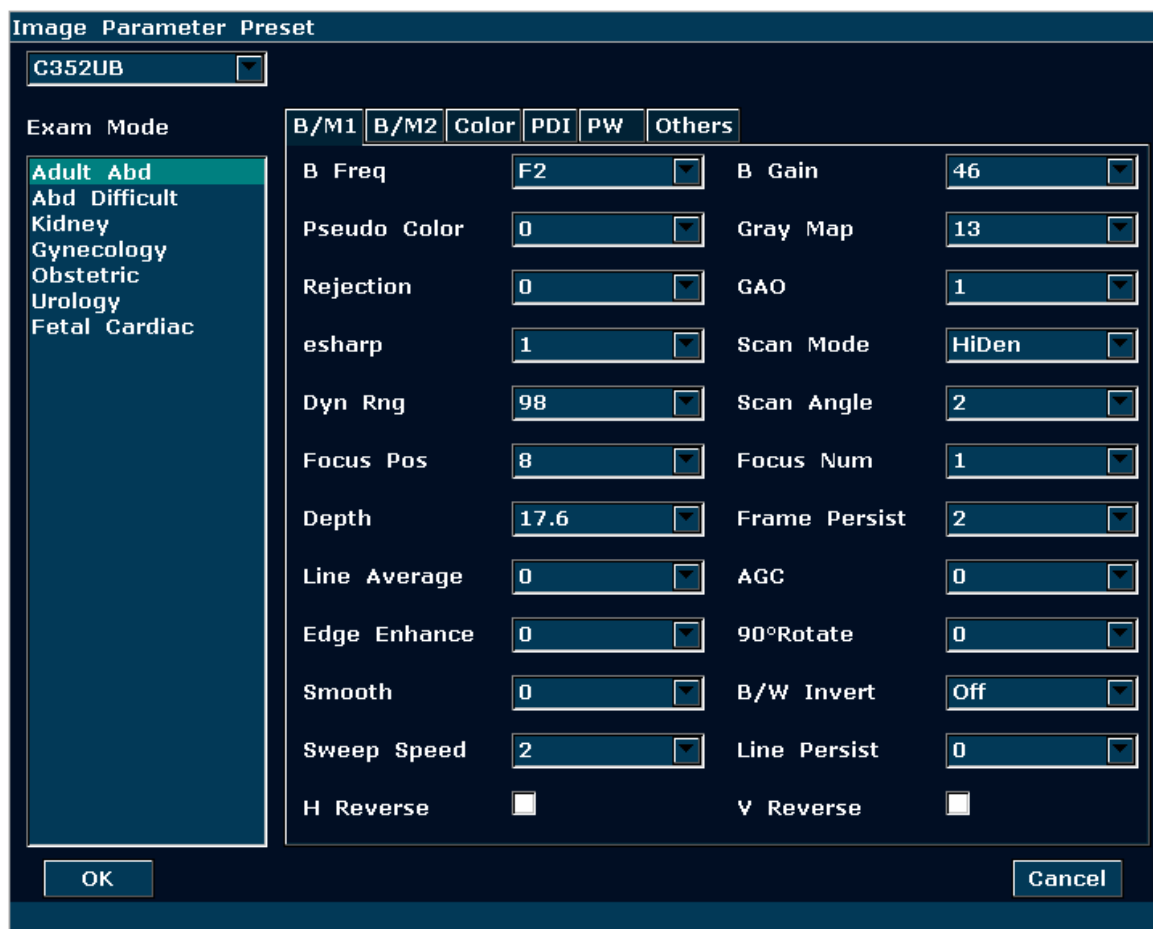 Image Parameter Preset
C352UB
Exam Mode
Adult Abd
Abd Difficult
Kidney
Gynecology
Obstetric
Urology
Fetal Cardiac
B/M1 B/M2 Color PDI PW Others
B Freq F2 B Gain 46
Pseudo Color 0 Gray Map 13
Rejection 0 GAO 1
esharp 1 Scan Mode HiDen
Dyn Rng 98 Scan Angle 2
Focus Pos 8 Focus Num 1
Depth 17.6 Frame Persist 2
Line Average 0 AGC 0
Edge Enhance 0 90°Rotate 0
Smooth 0 B/W Invert Off
Sweep Speed 2 Line Persist 0
H Reverse V Reverse
OK Cancel